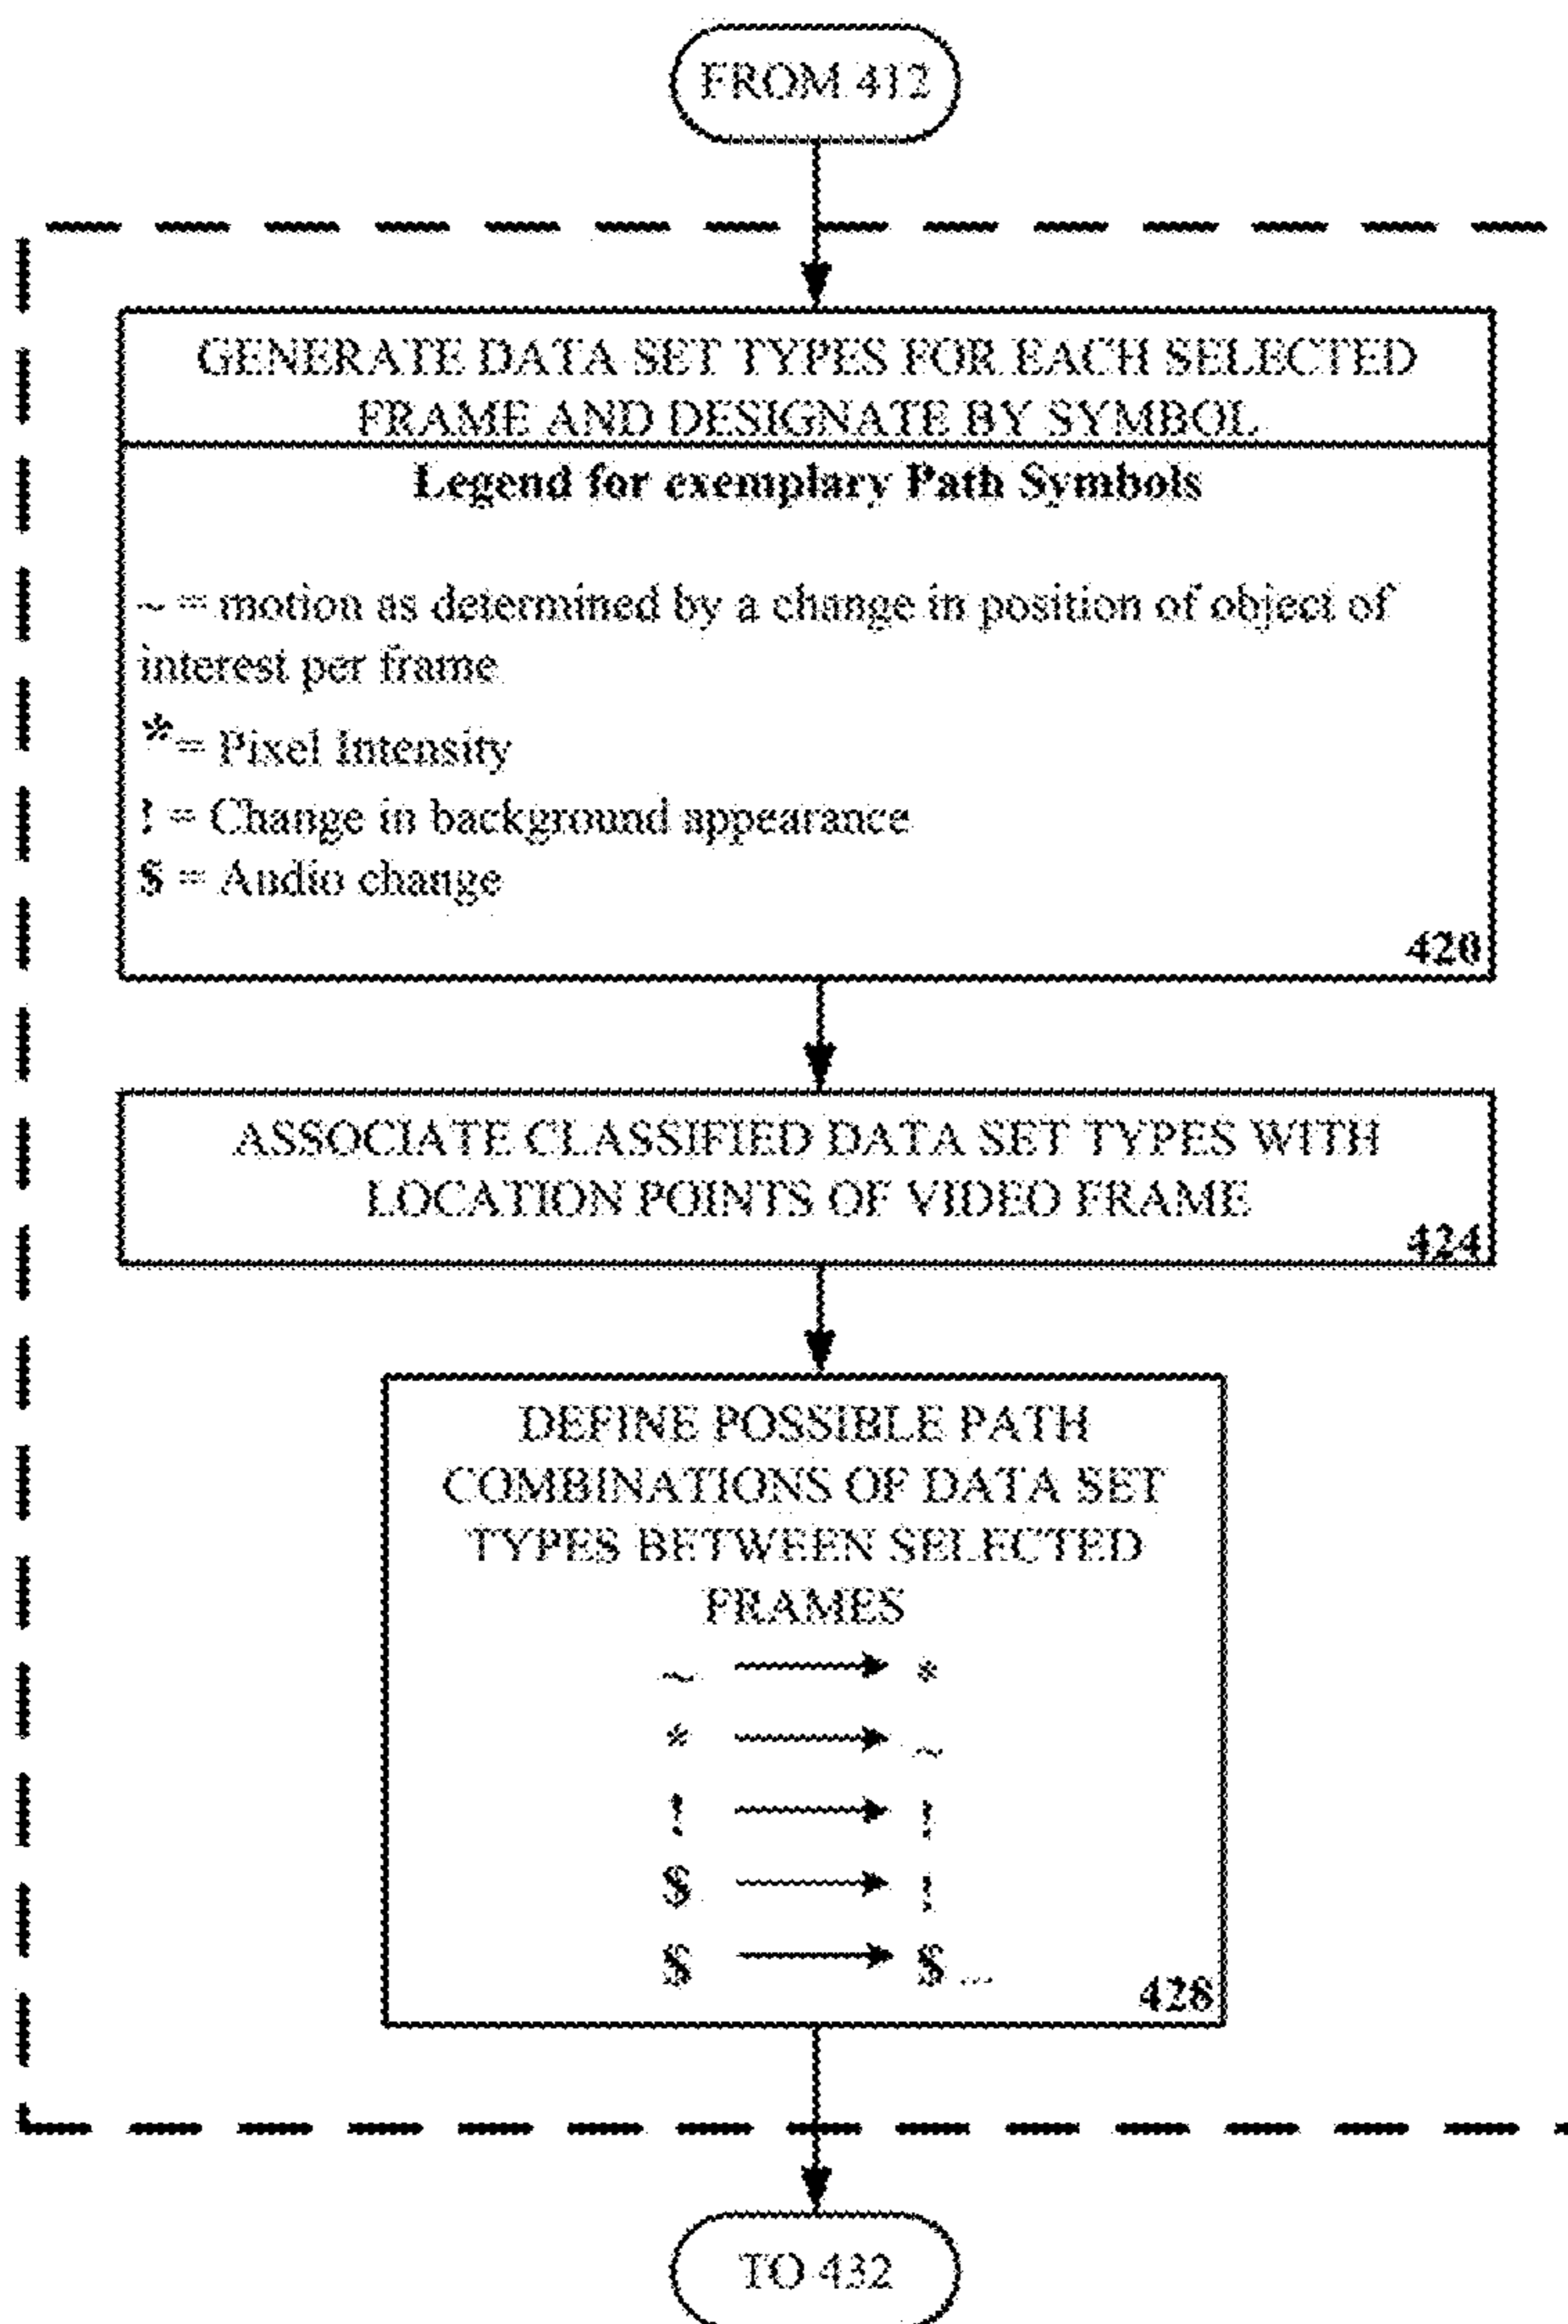 FROM 412
GENERATE DATA SET TYPES FOR EACH SELECTED
FRAME AND DESIGNATE BY SYMBOL
Legend for exemplary Path Symbols
~ = motion as determined by a change in position of object of
interest per frame
*= Pixel Intensity
! = Change in background appearance
$ = Audio change
420
ASSOCIATE CLASSIFIED DATA SET TYPES WITH
LOCATION POINTS OF VIDEO FRAME
424
DEFINE POSSIBLE PATH
COMBINATIONS OF DATA SET
TYPES BETWEEN SELECTED
FRAMES
~ → *
* → ~
! → !
$ → !
$ → $ ...
428
TO 432